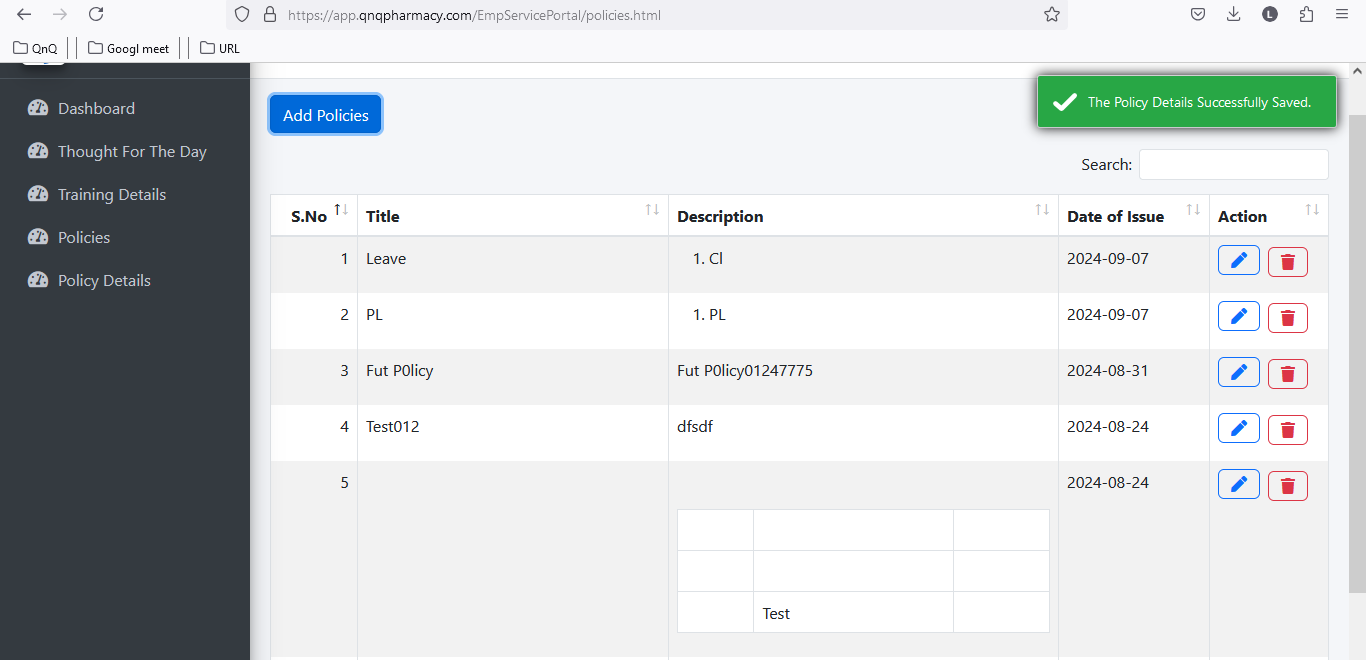 https://app.qnqpharmacy.com/EmpServicePortal/policies.html
L
QnQ
Googl meet
URL
Dashboard
Thought For The Day
Training Details
Policies
Policy Details
Add Policies
The Policy Details Successfully Saved.
Search:
S.No Title Description Date of Issue Action
1 Leave 1. Cl 2024-09-07
2 PL 1. PL 2024-09-07
3 Fut P0licy Fut P0licy01247775 2024-08-31
4 Test012 dfsdf 2024-08-24
5 2024-08-24
Test